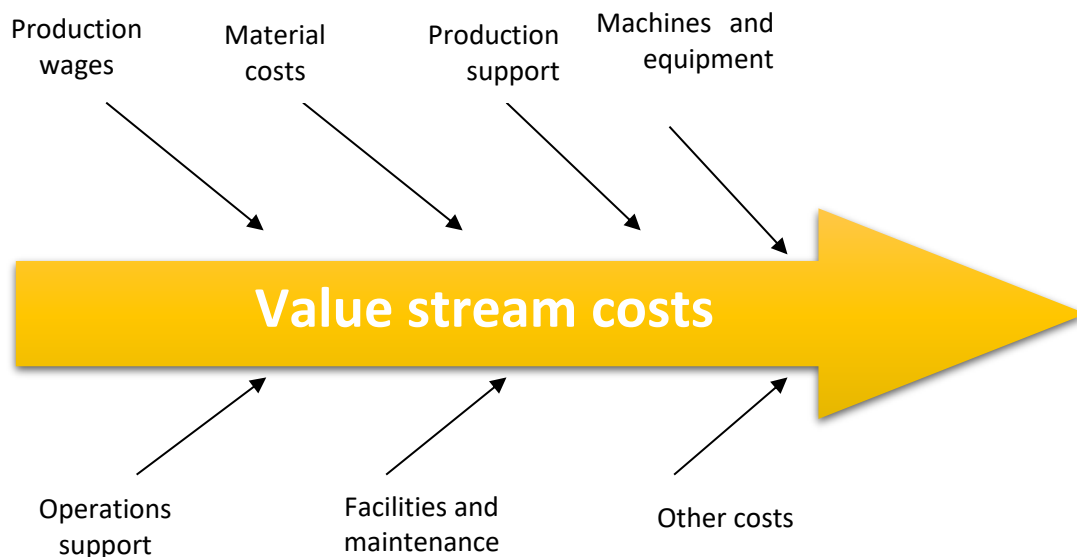 Production
wages
Material
costs
Production
support
Machines and
equipment
Value stream costs
Operations
support
Facilities and
maintenance
Other costs